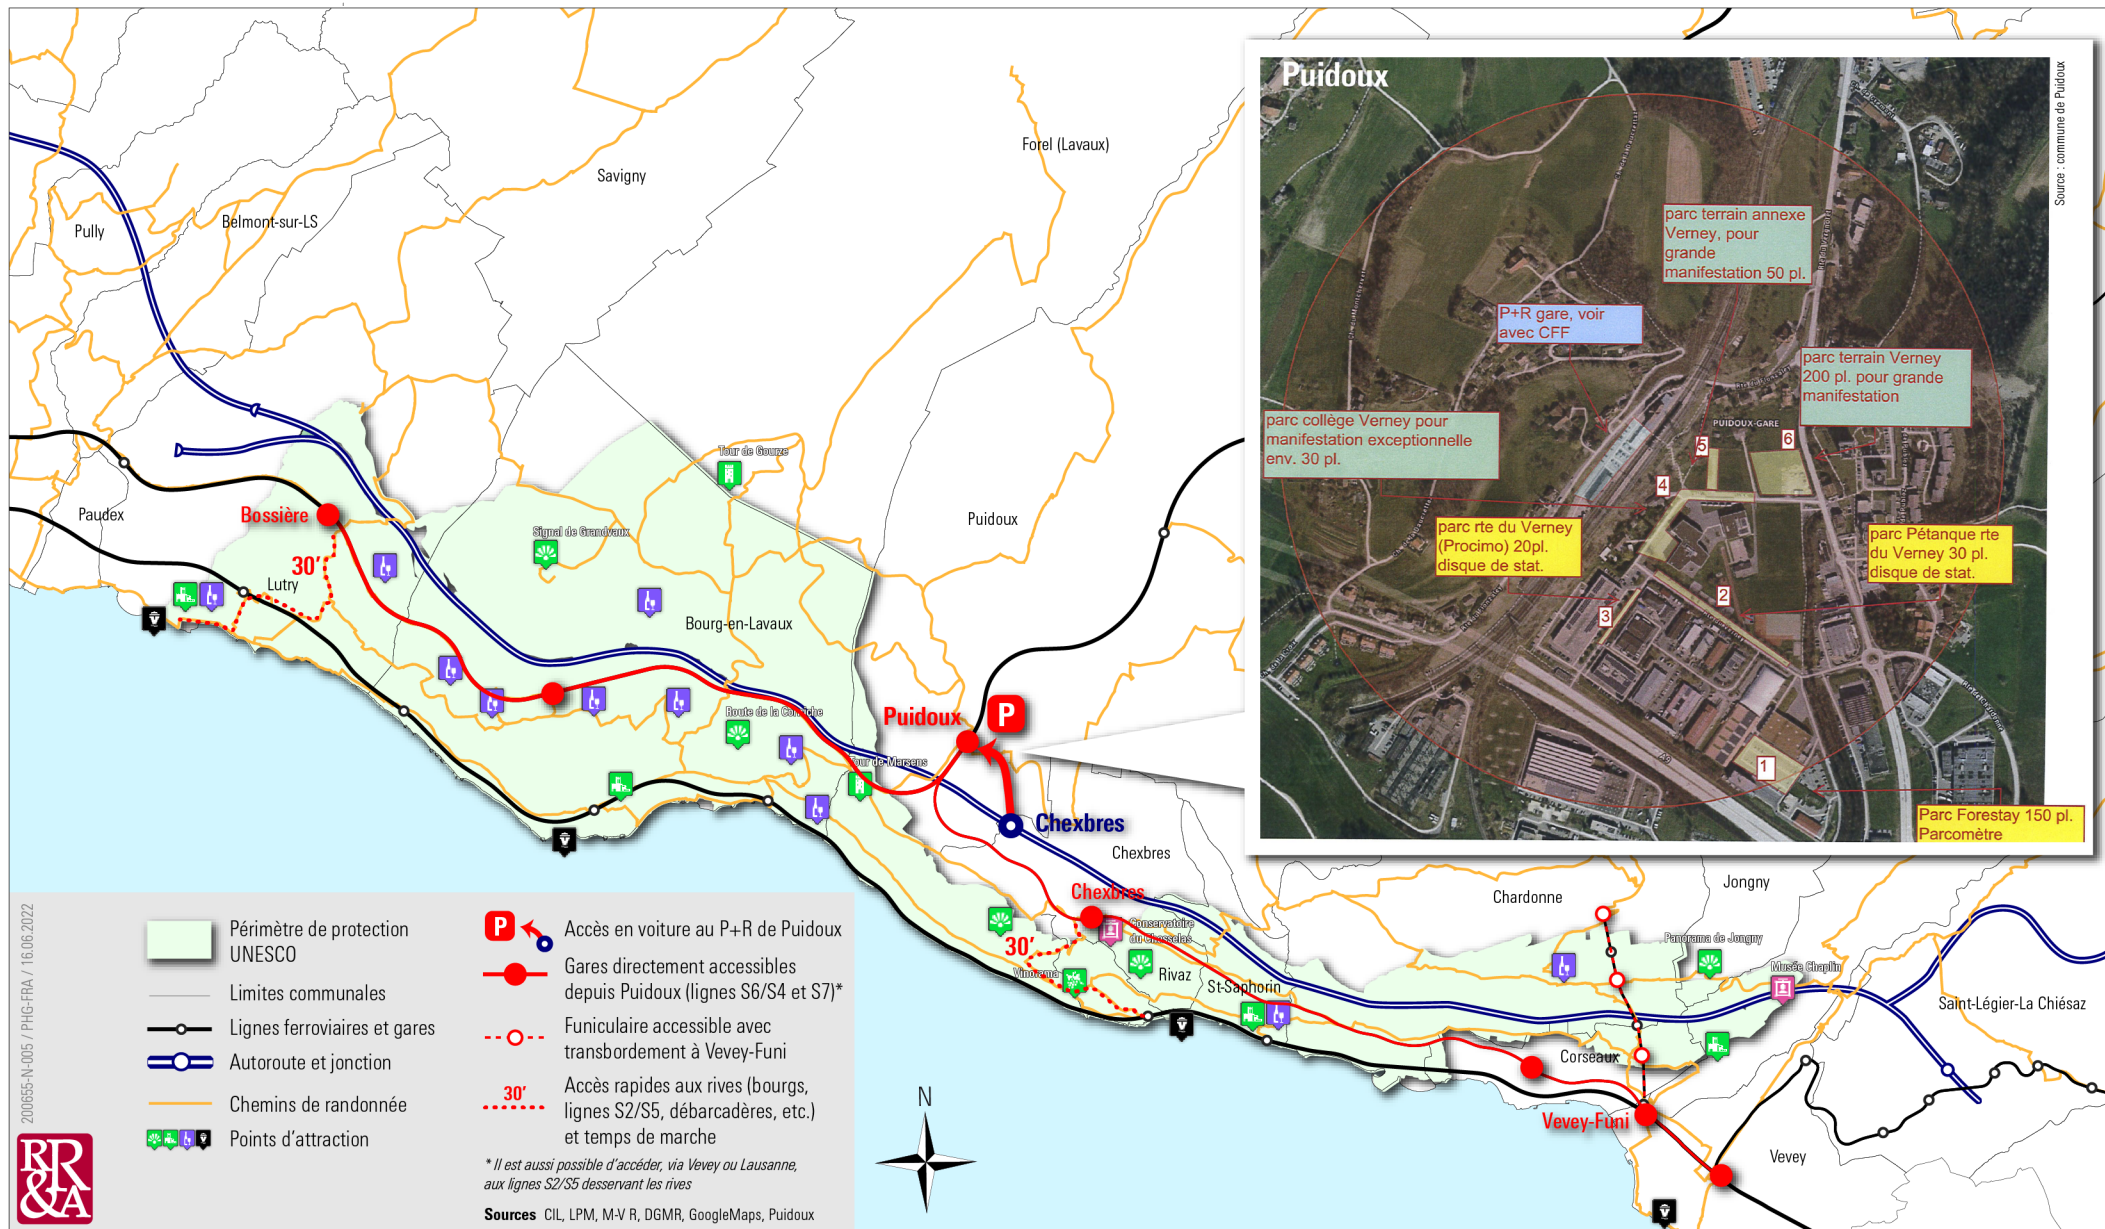 Puidoux
Source : commune de Puidoux
parc terrain annexe
Verney, pour
grande
manifestation 50 pl.
P+R gare, voir
avec CFF
parc terrain Verney
200 pl. pour grande
manifestation
parc collège Verney pour
manifestation exceptionnelle
env. 30 pl.
PUIDOUX-GARE
5
6
4
parc rte du Verney
(Procimo) 20pl.
disque de stat.
parc Pétanque rte
du Verney 30 pl.
disque de stat.
2
3
1
A9
Parc Forestay 150 pl.
Parcomètre
Forel (Lavaux)
Savigny
Belmont-sur-LS
Pully
Tour de Gourze
Paudex
Bossière
Signal de Grandvaux
Puidoux
30'
Lutry
Bourg-en-Lavaux
Route de la Corniche
Puidoux
P
Tour de Marsens
Chexbres
Chexbres
Chexbres
Conservatoire
du Chasselas
30'
Vinorama
Rivaz
St-Saphorin
Chardonne
Jongny
Panorama de Jongny
Musée Chaplin
Saint-Légier-La Chiésaz
Corseaux
Vevey-Funi
Vevey
N
200655-N-005 / PHG-FRA / 16.06.2022
Périmètre de protection
UNESCO
Limites communales
Lignes ferroviaires et gares
Autoroute et jonction
Chemins de randonnée
Points d'attraction
P
Accès en voiture au P+R de Puidoux
Gares directement accessibles
depuis Puidoux (lignes S6/S4 et S7)*
Funiculaire accessible avec
transbordement à Vevey-Funi
30'
Accès rapides aux rives (bourgs,
lignes S2/S5, débarcadères, etc.)
et temps de marche
* Il est aussi possible d'accéder, via Vevey ou Lausanne,
aux lignes S2/S5 desservant les rives
Sources CIL, LPM, M-V R, DGMR, GoogleMaps, Puidoux
RR
&A